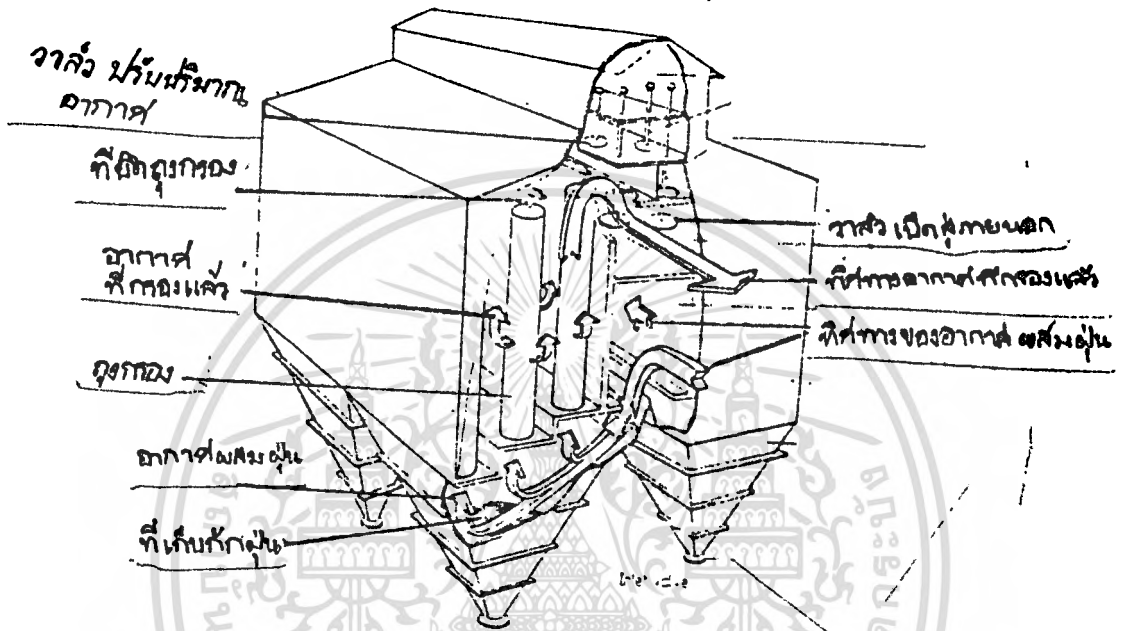 วาล์ว ปรับปริมาณ
อากาศ
ที่ยึดถุงกรอง
อากาศ
ที่กรองแล้ว
ถุงกรอง
อากาศผสมฝุ่น
ที่เก็บกักฝุ่น
วาล์ว เปิดสู่ภายนอก
ทิศทางอากาศที่กรองแล้ว
ทิศทางของอากาศ ผสมฝุ่น